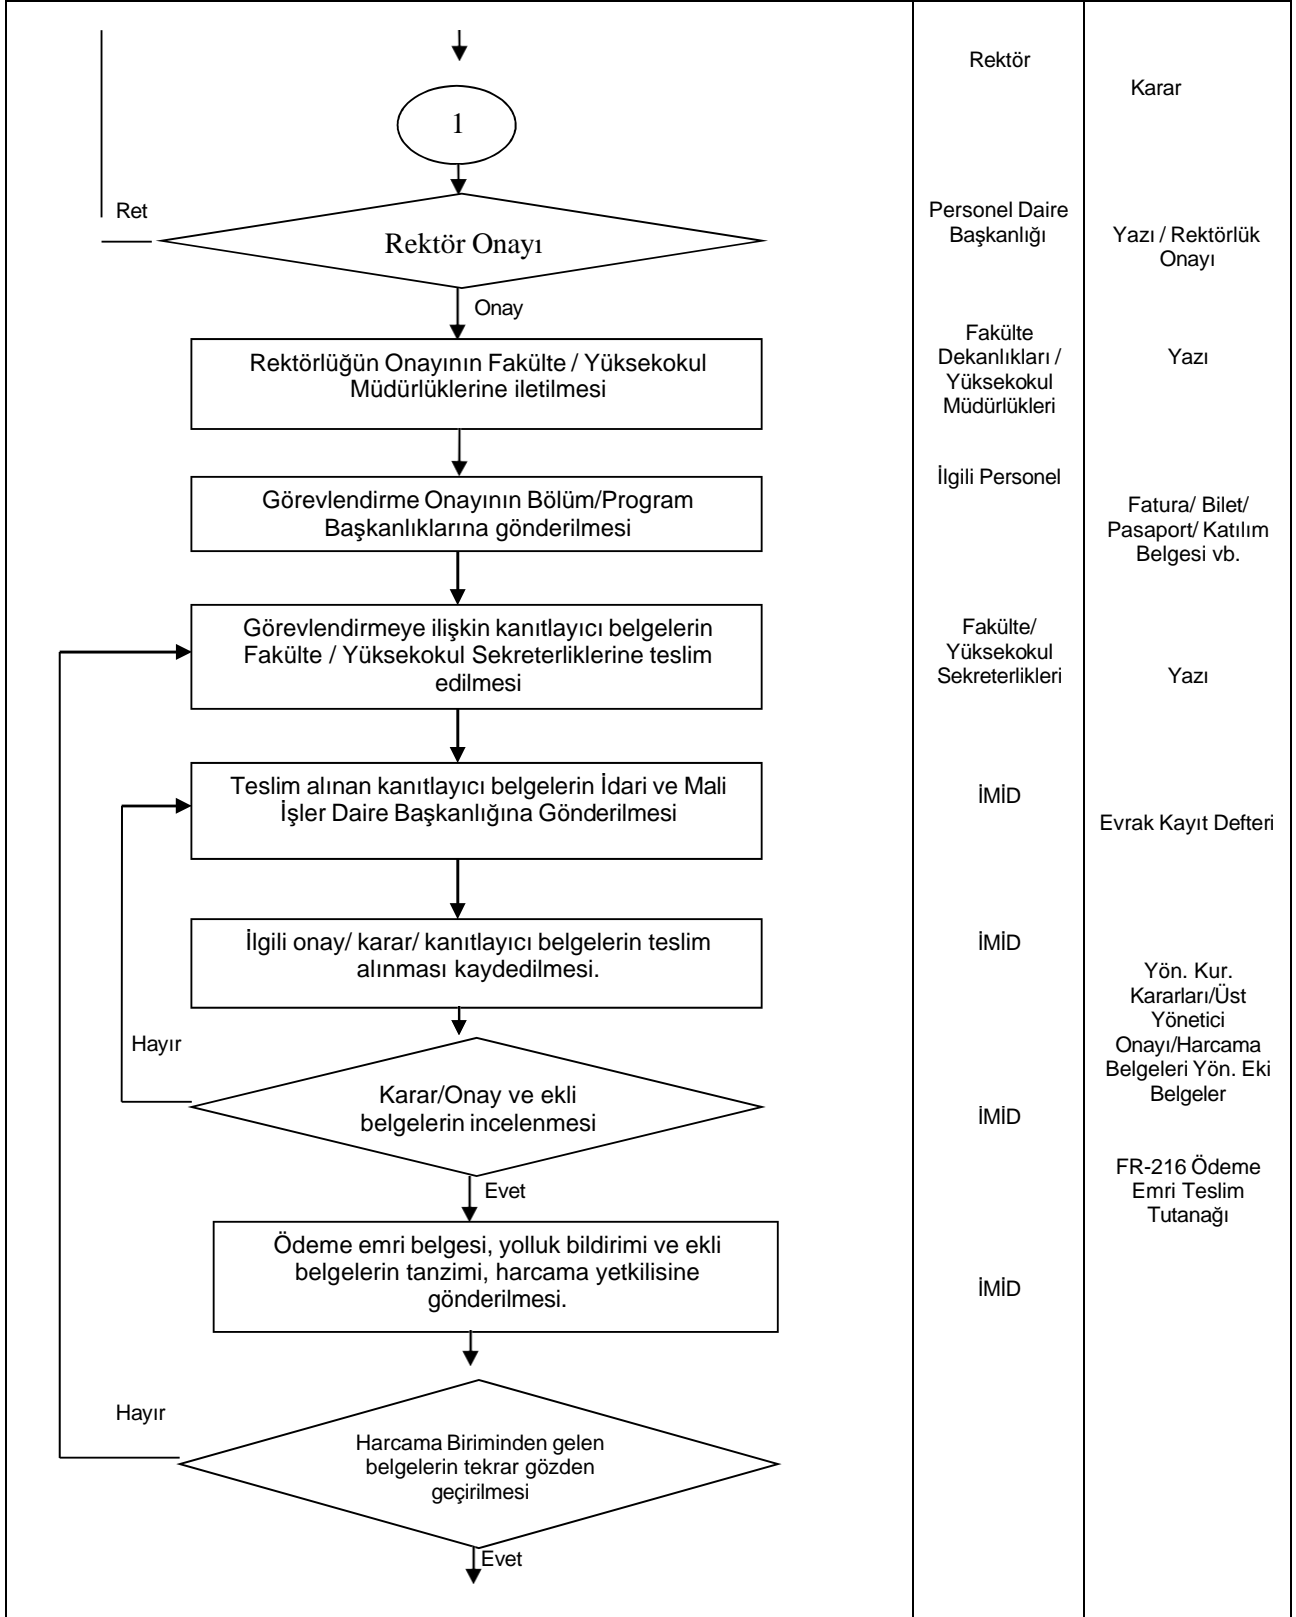 Rektör
Karar
1
Ret
Rektör Onayı
Personel Daire
Başkanlığı
Yazı / Rektörlük
Onayı
Onay
Rektörlüğün Onayının Fakülte / Yüksekokul
Müdürlüklerine iletilmesi
Fakülte
Dekanlıkları /
Yüksekokul
Müdürlükleri
Yazı
Görevlendirme Onayının Bölüm/Program
Başkanlıklarına gönderilmesi
İlgili Personel
Fatura/ Bilet/
Pasaport/ Katılım
Belgesi vb.
Görevlendirmeye ilişkin kanıtlayıcı belgelerin
Fakülte / Yüksekokul Sekreterliklerine teslim
edilmesi
Fakülte/
Yüksekokul
Sekreterlikleri
Yazı
Teslim alınan kanıtlayıcı belgelerin İdari ve Mali
İşler Daire Başkanlığına Gönderilmesi
İMİD
Evrak Kayıt Defteri
İlgili onay/ karar/ kanıtlayıcı belgelerin teslim
alınması kaydedilmesi.
İMİD
Yön. Kur.
Kararları/Üst
Yönetici
Onayı/Harcama
Belgeleri Yön. Eki
Belgeler
Hayır
Karar/Onay ve ekli
belgelerin incelenmesi
İMİD
FR-216 Ödeme
Emri Teslim
Tutanağı
Evet
Ödeme emri belgesi, yolluk bildirimi ve ekli
belgelerin tanzimi, harcama yetkilisine
gönderilmesi.
İMİD
Hayır
Harcama Biriminden gelen
belgelerin tekrar gözden
geçirilmesi
Evet